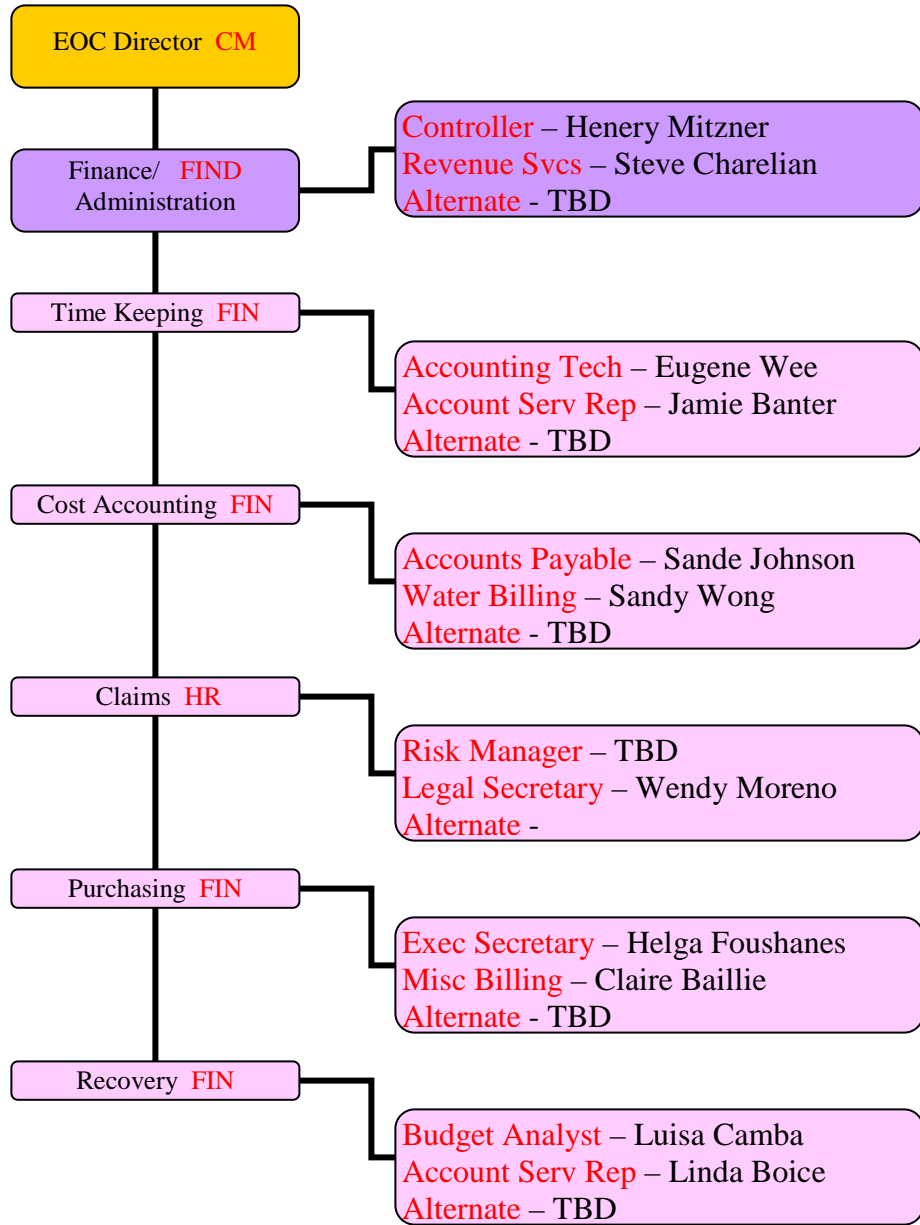 EOC Director CM
Finance/ FIND
Administration
Controller – Henery Mitzner
Revenue Svcs – Steve Charelian
Alternate - TBD
Time Keeping FIN
Accounting Tech – Eugene Wee
Account Serv Rep – Jamie Banter
Alternate - TBD
Cost Accounting FIN
Accounts Payable – Sande Johnson
Water Billing – Sandy Wong
Alternate - TBD
Claims HR
Risk Manager – TBD
Legal Secretary – Wendy Moreno
Alternate -
Purchasing FIN
Exec Secretary – Helga Foushanes
Misc Billing – Claire Baillie
Alternate - TBD
Recovery FIN
Budget Analyst – Luisa Camba
Account Serv Rep – Linda Boice
Alternate – TBD